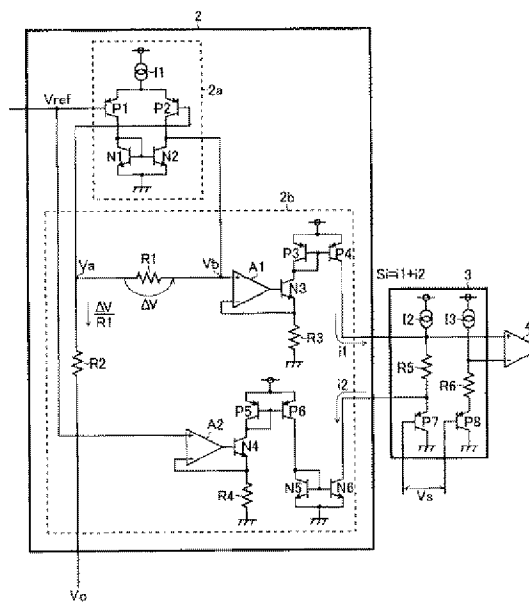 2
I1
2a
Vref
P1
P2
N1
N2
2b
P3
P4
Va
R1
Vb
A1
ΔV
N3
ΔV
R1
R3
Si=i1+i2
3
I2
I3
4
i1
R2
R5
R6
i2
P5
P6
A2
N4
P7
P8
R4
N5
N6
Vs